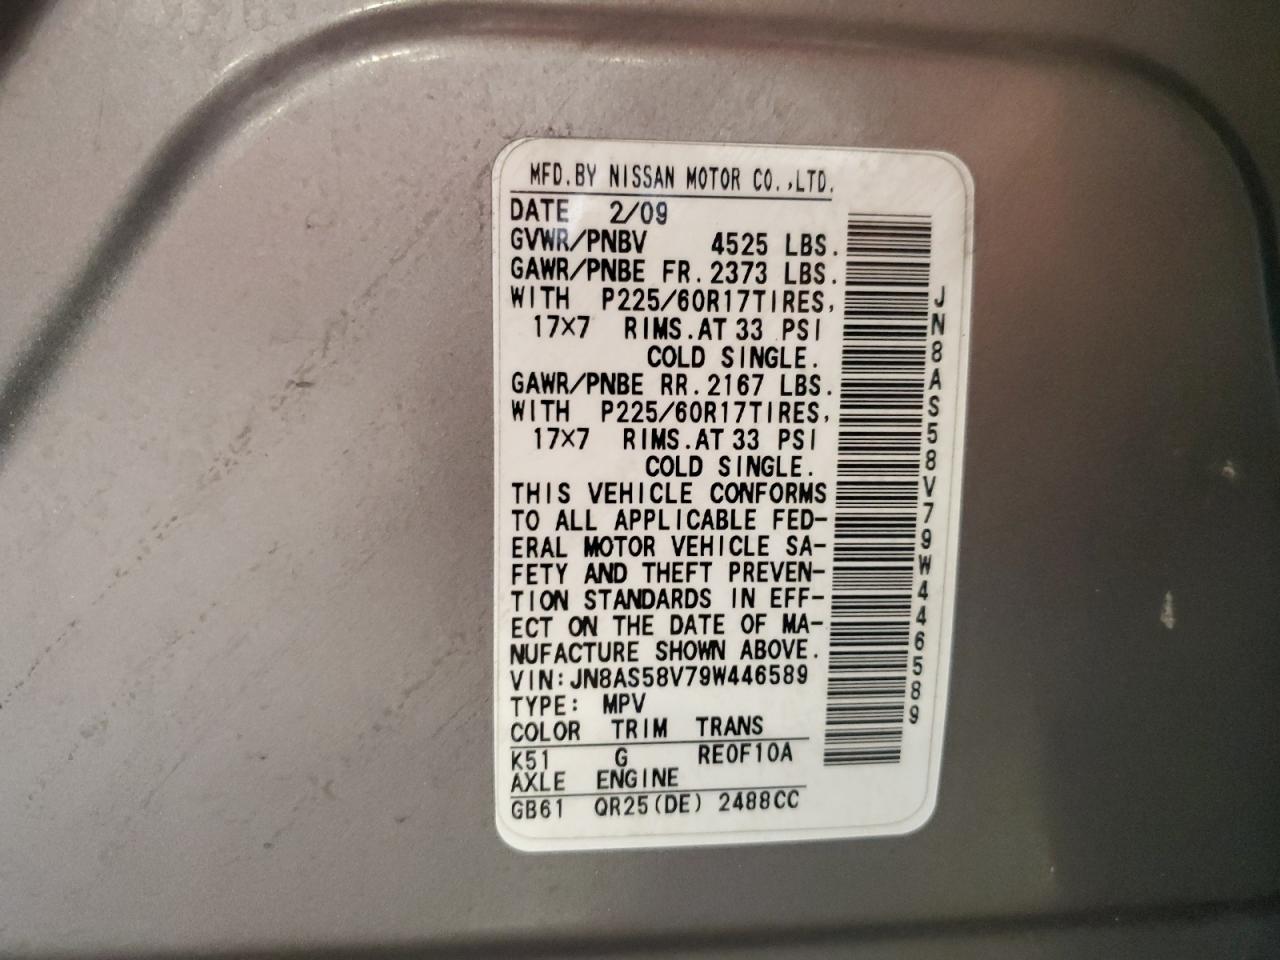 MFD.BY NISSAN MOTOR CO.,LTD.
DATE 2/09
GVWR/PNBV 4525 LBS.
GAWR/PNBE FR.2373 LBS.
WITH P225/60R17TIRES,
17×7 RIMS.AT 33 PSI
COLD SINGLE.
GAWR/PNBE RR.2167 LBS.
WITH P225/60R17TIRES,
17×7 RIMS.AT 33 PSI
COLD SINGLE.
THIS VEHICLE CONFORMS
TO ALL APPLICABLE FED-
ERAL MOTOR VEHICLE SA-
FETY AND THEFT PREVEN-
TION STANDARDS IN EFF-
ECT ON THE DATE OF MA-
NUFACTURE SHOWN ABOVE.
VIN:JN8AS58V79W446589
TYPE: MPV
COLOR TRIM TRANS
K51 G RE0F10A
AXLE ENGINE
GB61 QR25(DE) 2488CC
JN8AS58V79W446589